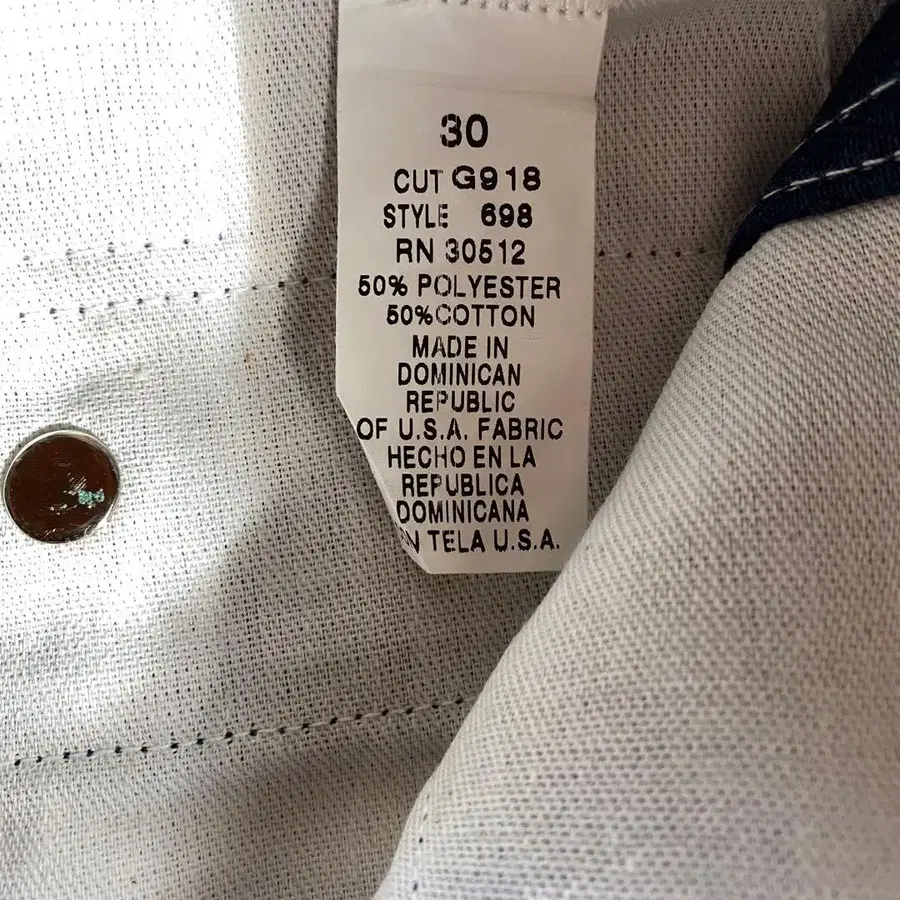 30
CUT G918
STYLE 698
RN 30512
50% POLYESTER
50%COTTON
MADE IN
DOMINICAN
REPUBLIC
OF U.S.A. FABRIC
HECHO EN LA
REPUBLICA
DOMINICANA
TELA U.S.A.